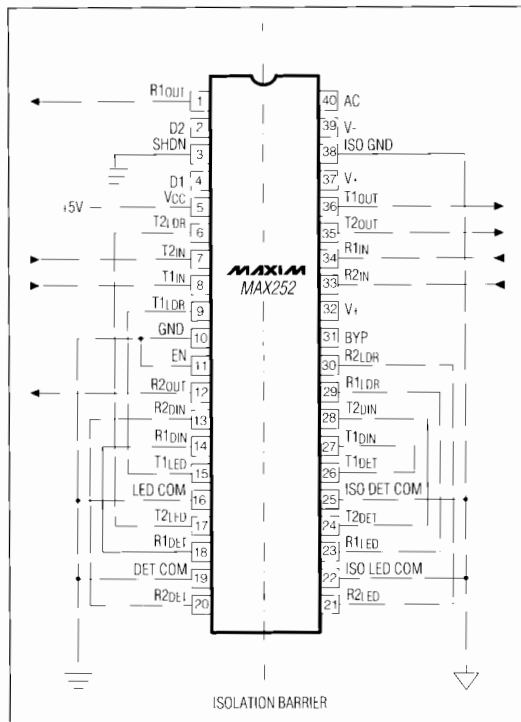 R1OUT 1 40 AC
D2 2 39 V-
SHDN 3 38 ISO GND
D1 4 37 V+
+5V VCC 5 36 T1OUT
T2LDR 6 35 T2OUT
T2IN 7 34 R1IN
T1IN 8 33 R2IN
MAXIM
MAX252
T1LDR 9 32 V+
GND 10 31 BYP
EN 11 30 R2LDR
R2OUT 12 29 R1LDR
R2DIN 13 28 T2DIN
R1DIN 14 27 T1DIN
T1LED 15 26 T1DET
LED COM 16 25 ISO DET COM
T2LED 17 24 T2DET
R1DET 18 23 R1LED
DET COM 19 22 ISO LED COM
R2DET 20 21 R2LED
ISOLATION BARRIER